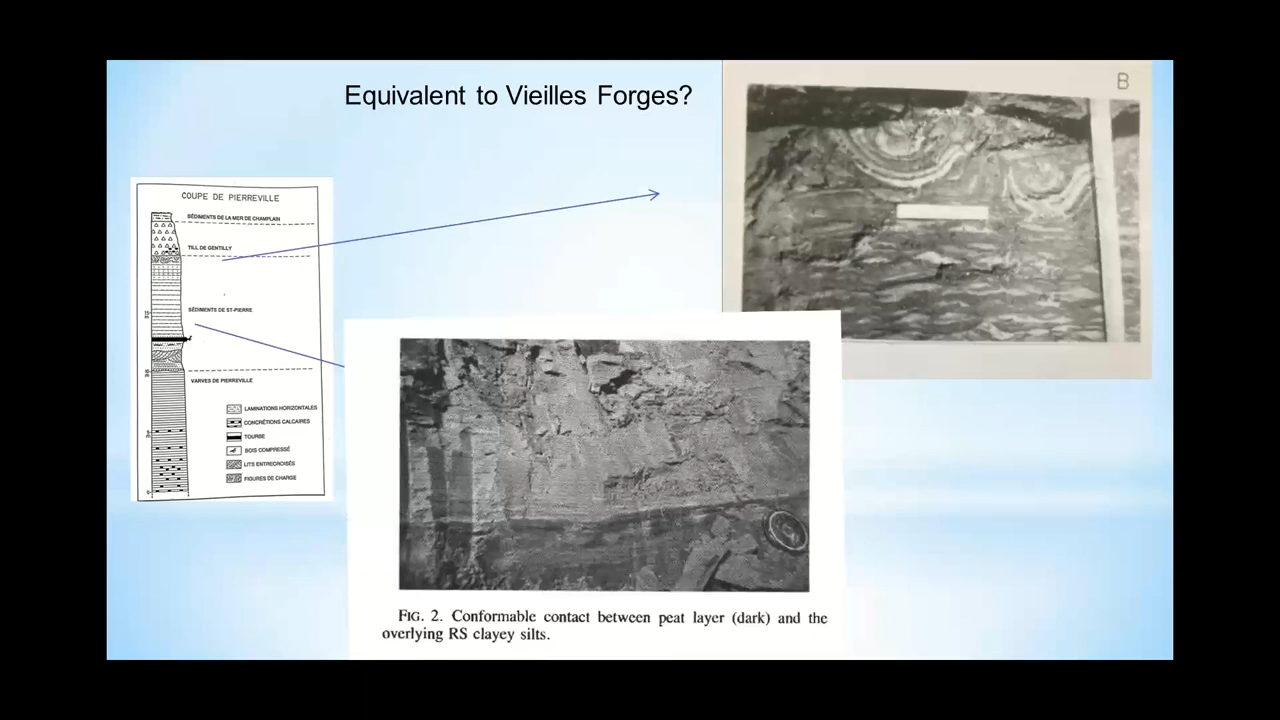 Equivalent to Vieilles Forges?
B
COUPE DE PIERREVILLE
SÉDIMENTS DE LA MER DE CHAMPLAIN
TILL DE GENTILLY
SÉDIMENTS DE ST-PIERRE
VARVES DE PIERREVILLE
LAMINATIONS HORIZONTALES
CONCRÉTIONS CALCAIRES
TOURBE
BOIS COMPRESSÉ
LITS ENTRECROISÉS
FIGURES DE CHARGE
FIG. 2. Conformable contact between peat layer (dark) and the
overlying RS clayey silts.